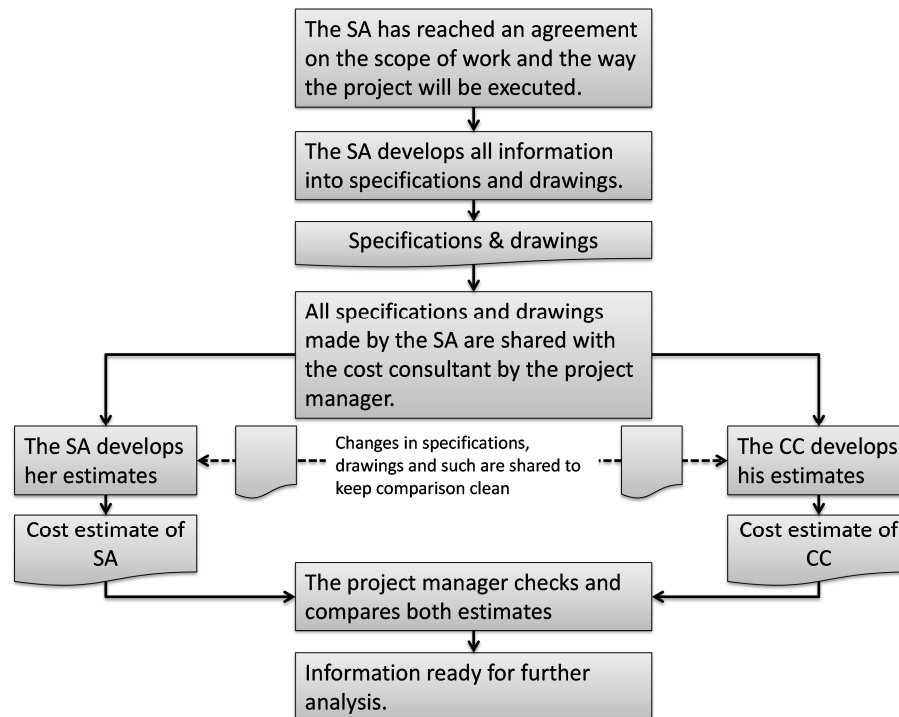 The SA has reached an agreement
on the scope of work and the way
the project will be executed.
The SA develops all information
into specifications and drawings.
Specifications & drawings
All specifications and drawings
made by the SA are shared with
the cost consultant by the project
manager.
The SA develops
her estimates
Changes in specifications,
drawings and such are shared to
keep comparison clean
The CC develops
his estimates
Cost estimate of
SA
Cost estimate of
CC
The project manager checks and
compares both estimates
Information ready for further
analysis.